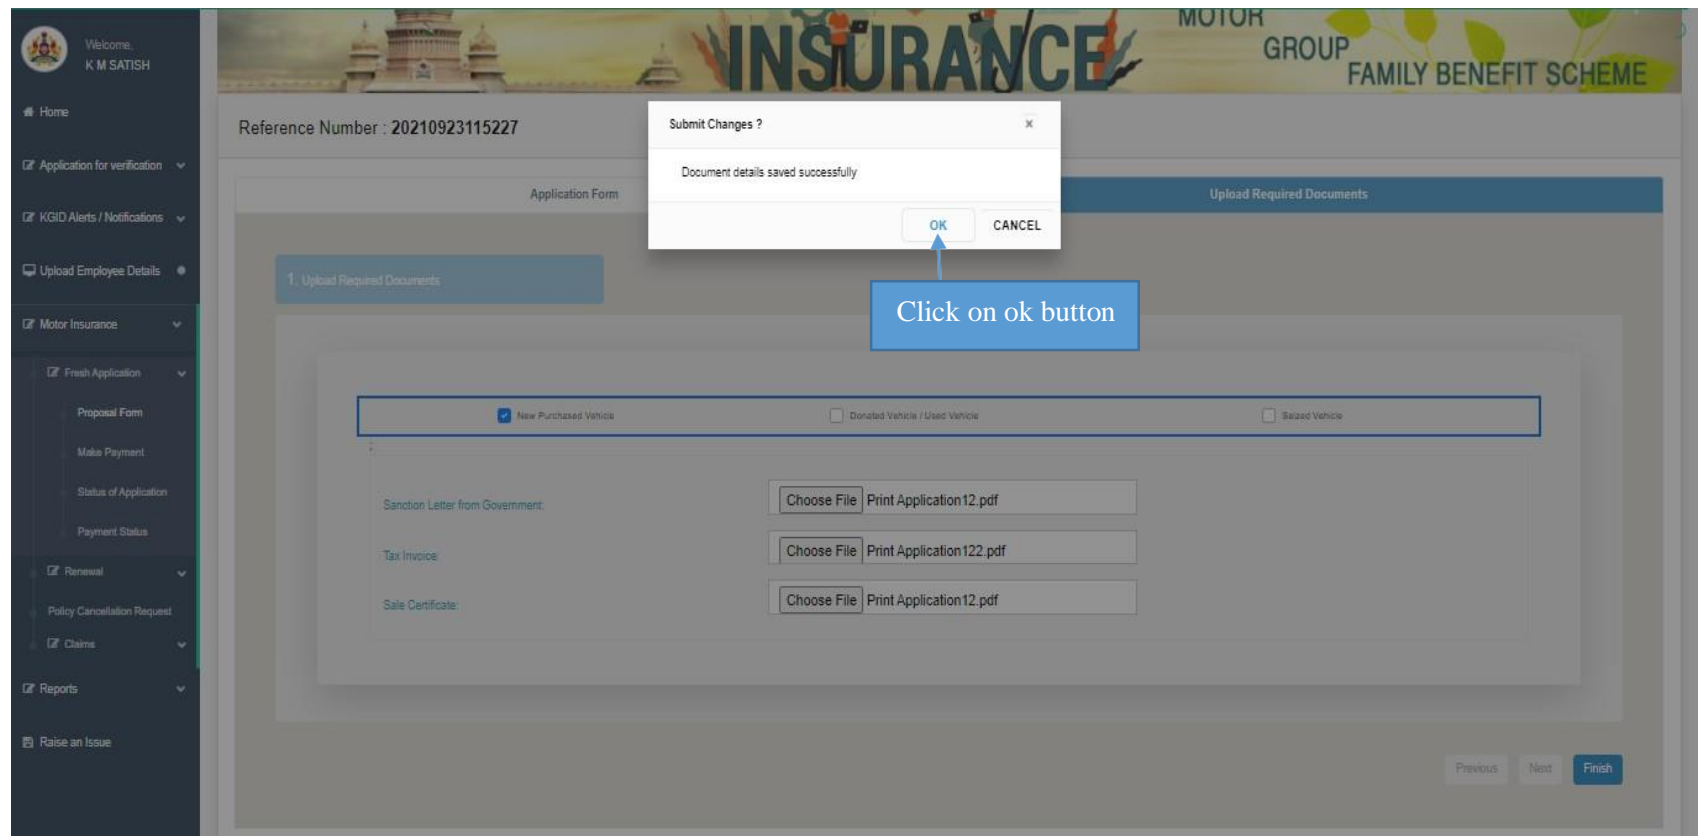 Welcome,
K M SATISH
Home
Application for verification
KGID Alerts / Notifications
Upload Employee Details
Motor Insurance
Fresh Application
Proposal Form
Make Payment
Status of Application
Payment Status
Renewal
Policy Cancellation Request
Claims
Reports
Raise an Issue
INSURANCE
MOTOR
GROUP
FAMILY BENEFIT SCHEME
Reference Number : 20210923115227
Submit Changes ?
×
Document details saved successfully
OK CANCEL
Application Form
Upload Required Documents
Click on ok button
1. Upload Required Documents
New Purchased Vehicle
Donated Vehicle / Used Vehicle
Seized Vehicle
:
Sanction Letter from Government:
Choose File Print Application12.pdf
Tax Invoice:
Choose File Print Application122.pdf
Sale Certificate:
Choose File Print Application12.pdf
Previous Next Finish